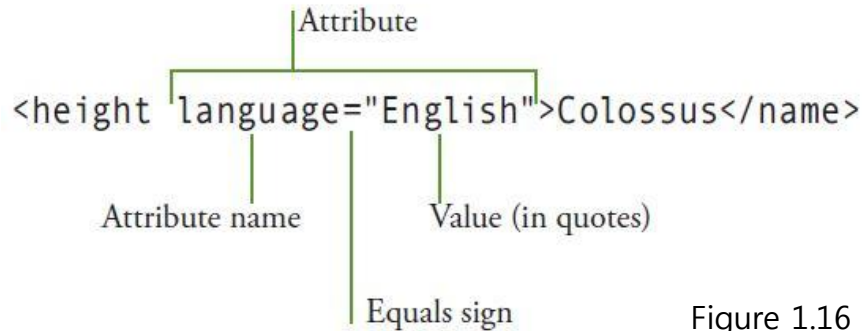 Attribute
<height language="English">Colossus</name>
Attribute name Value (in quotes)
Equals sign
Figure 1.16